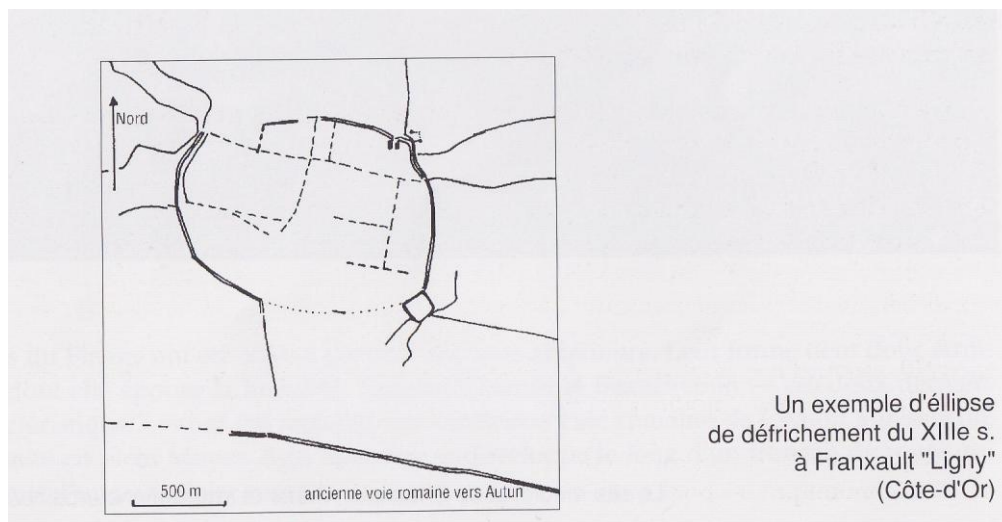 Nord
500 m
ancienne voie romaine vers Autun
Un exemple d'éllipse
de défrichement du XIIIe s.
à Franxault "Ligny"
(Côte-d'Or)